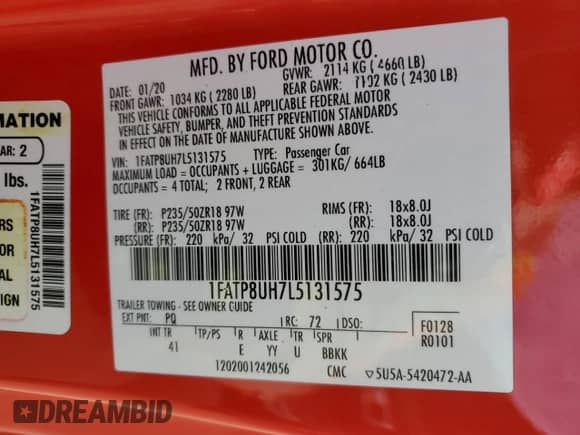 MFD. BY FORD MOTOR CO.
DATE: 01/20 GVWR: 2114 KG ( 4660 LB)
FRONT GAWR: 1034 KG ( 2280 LB) REAR GAWR: 1102 KG ( 2430 LB)
THIS VEHICLE CONFORMS TO ALL APPLICABLE FEDERAL MOTOR
VEHICLE SAFETY, BUMPER, AND THEFT PREVENTION STANDARDS
IN EFFECT ON THE DATE OF MANUFACTURE SHOWN ABOVE.
VIN: 1FATP8UH7L5131575 TYPE: Passenger Car
MAXIMUM LOAD = OCCUPANTS + LUGGAGE = 301KG/ 664LB
OCCUPANTS = 4 TOTAL; 2 FRONT, 2 REAR
TIRE (FR): P235/50ZR18 97W RIMS (FR): 18x8.0J
(RR): P235/50ZR18 97W (RR): 18x8.0J
PRESSURE (FR): 220 kPa/ 32 PSI COLD (RR): 220 kPa/ 32 PSI COLD
1FATP8UH7L5131575
TRAILER TOWING - SEE OWNER GUIDE
EXT PNT: PQ RC: 72 DSO: F0128
INT TR TP/PS R AXLE TR SPR R0101
41 E YY U BBKK
1202001242056 CMC 5U5A-5420472-AA
MATION
AR: 2
lbs.
RS
OR
AL
IGN
1FATP8UH7L5131575
DREAMBID